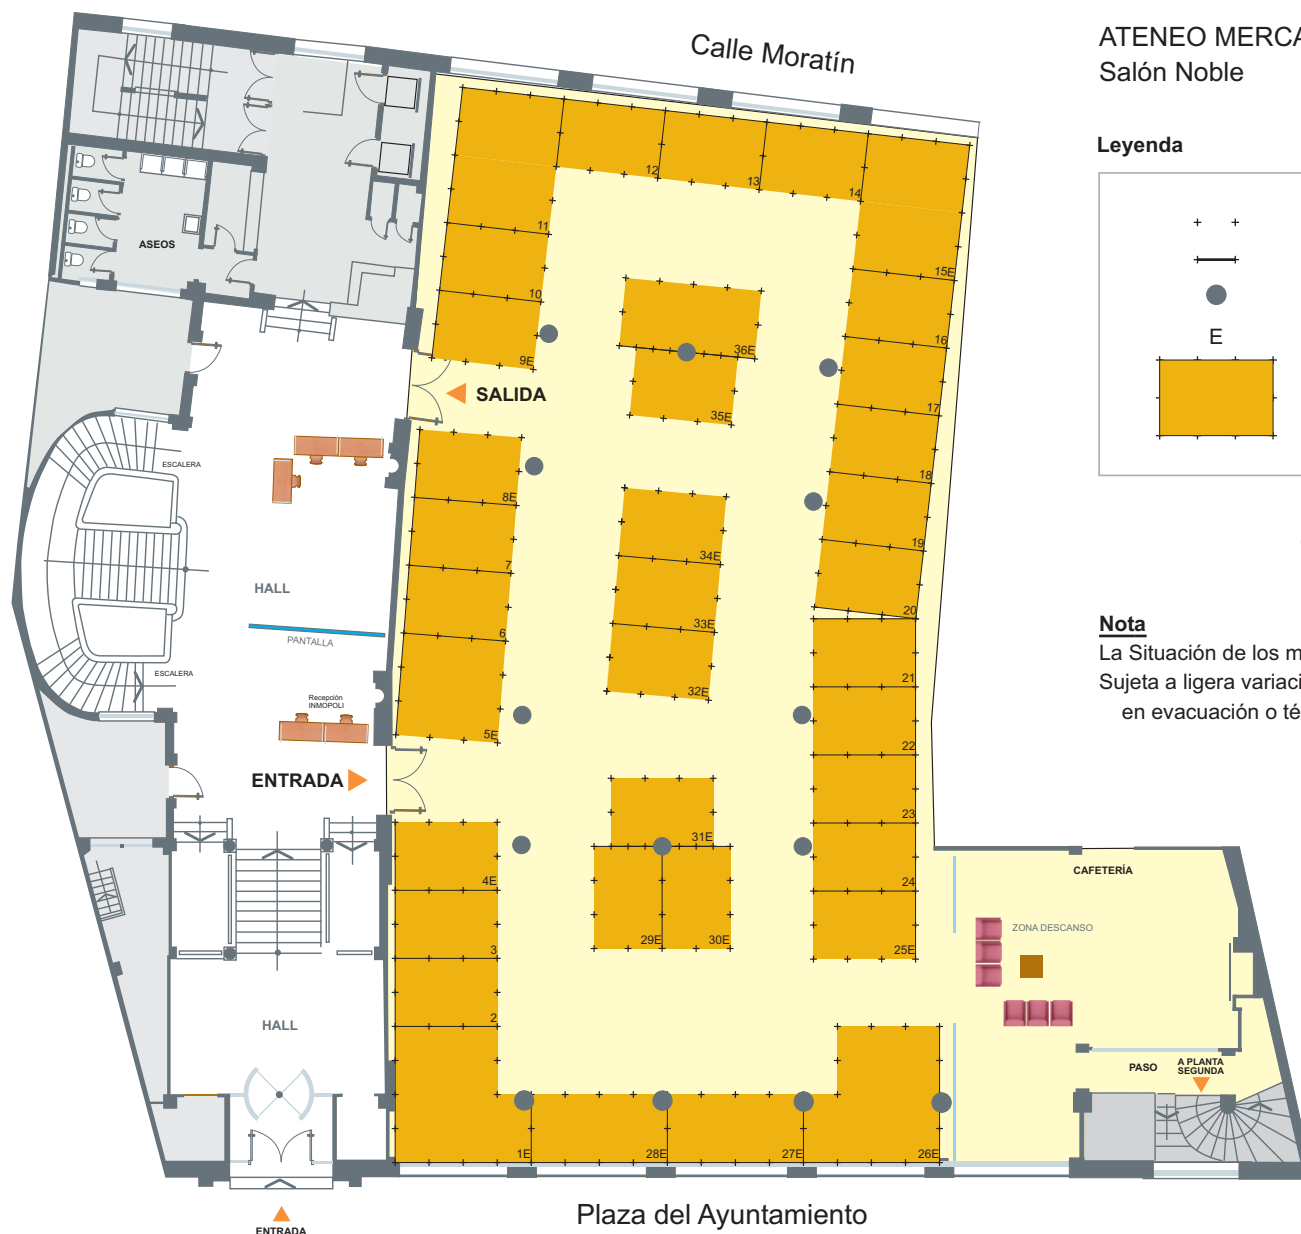 Calle Moratín
ATENEO MERCA
Salón Noble
Leyenda
E
Nota
La Situación de los m
Sujeta a ligera variaci
en evacuación o té
ASEOS
ESCALERA
HALL
PANTALLA
ESCALERA
Recepción
INMOPOLI
SALIDA
ENTRADA
HALL
ENTRADA
12
13
14
11
10
9E
15E
16
17
18
19
20
36E
35E
8E
7
6
5E
34E
33E
32E
21
22
23
24
25E
31E
29E
30E
4E
3
2
1E
28E
27E
26E
CAFETERÍA
ZONA DESCANSO
PASO
A PLANTA
SEGUNDA
Plaza del Ayuntamiento